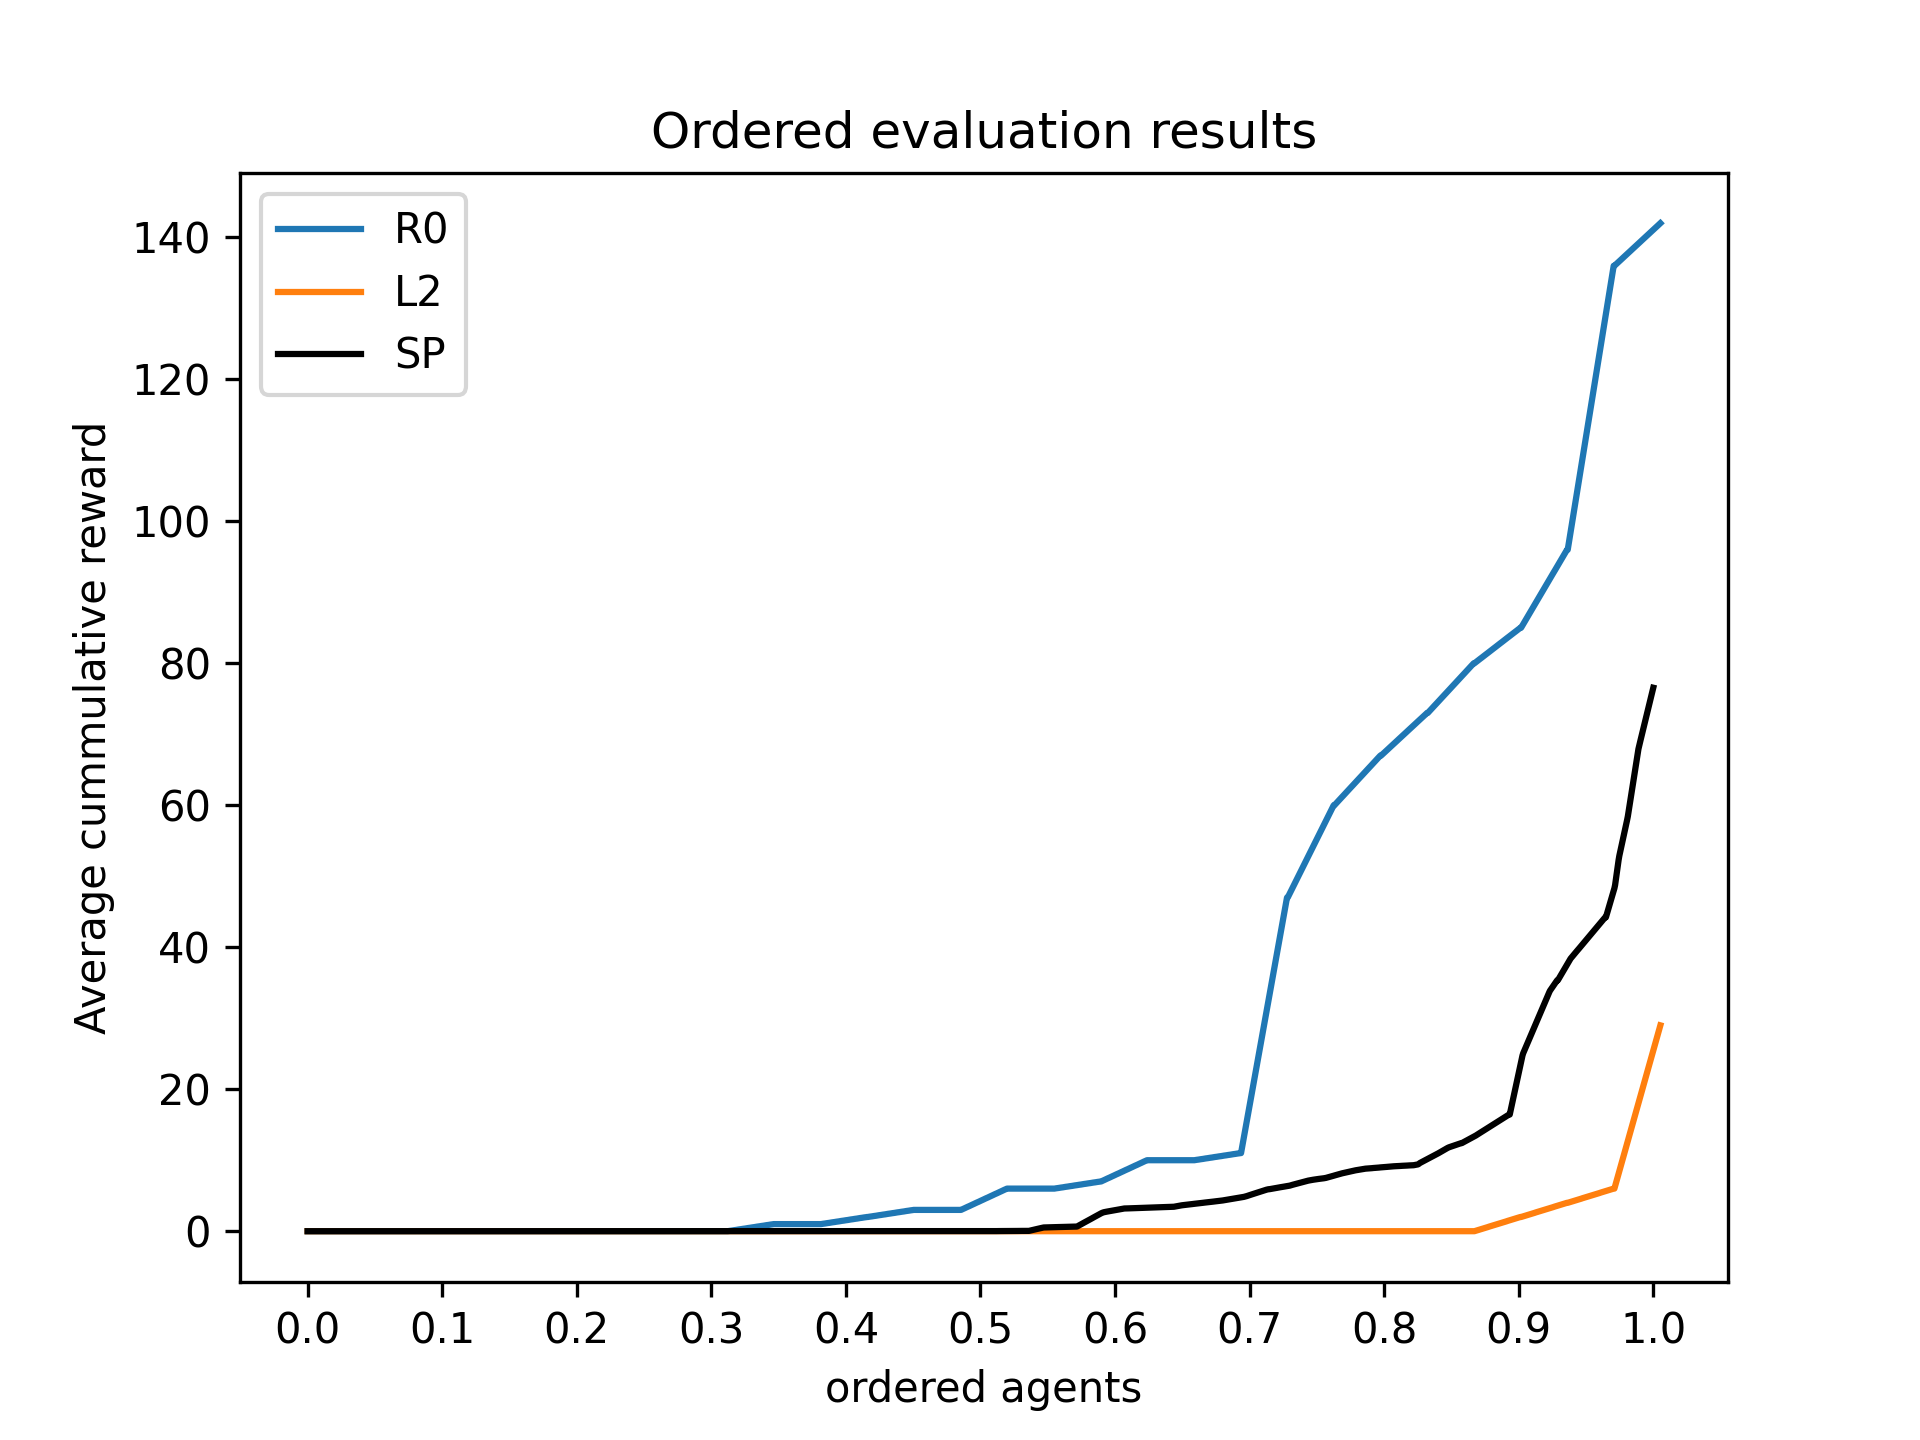 Ordered evaluation results
R0
L2
SP
140
120
100
80
60
40
20
0
Average cummulative reward
0.0 0.1 0.2 0.3 0.4 0.5 0.6 0.7 0.8 0.9 1.0
ordered agents